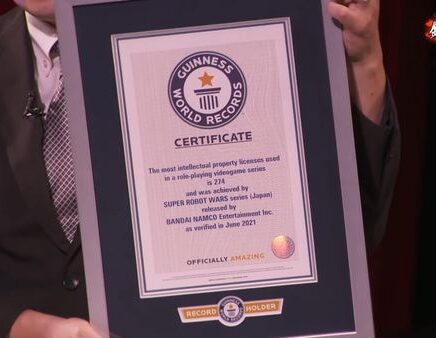 GUINNESS
WORLD RECORDS
CERTIFICATE
The most intellectual property licenses used
in a role-playing videogame series
is 274
and was achieved by
SUPER ROBOT WARS series (Japan)
released by
BANDAI NAMCO Entertainment Inc.
as verified in June 2021
OFFICIALLY AMAZING
RECORD HOLDER